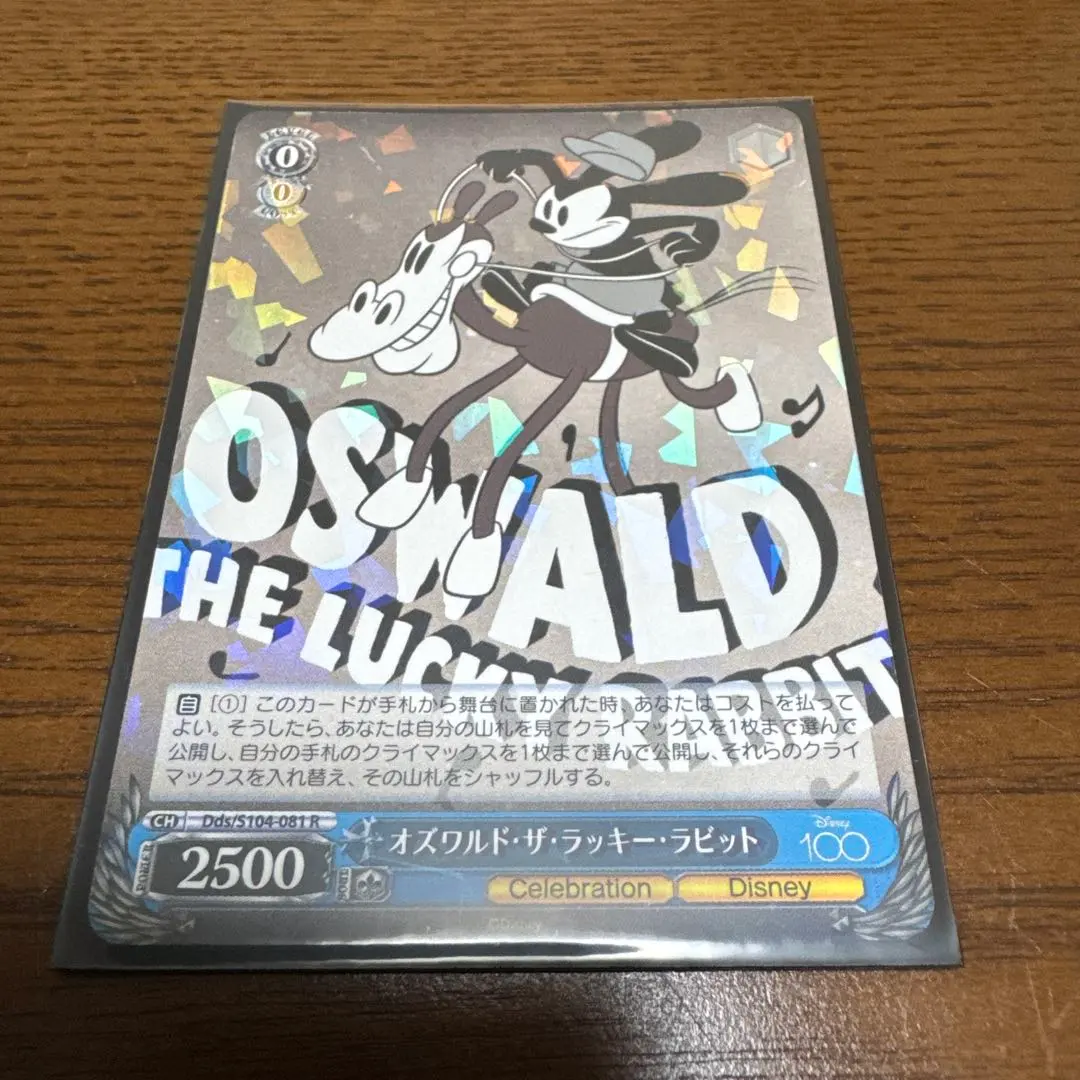 LEVEL
0
0
COST
OSWALD
THE LUCKY RABBIT
自 [①] このカードが手札から舞台に置かれた時、あなたはコストを払って
よい。そうしたら、あなたは自分の山札を見てクライマックスを1枚まで選んで
公開し、自分の手札のクライマックスを1枚まで選んで公開し、それらのクライ
マックスを入れ替え、その山札をシャッフルする。
CH Dds/S104-081 R
オズワルド・ザ・ラッキー・ラビット
Disney
100
POWER
2500
SOUL
Celebration
Disney
©Disney